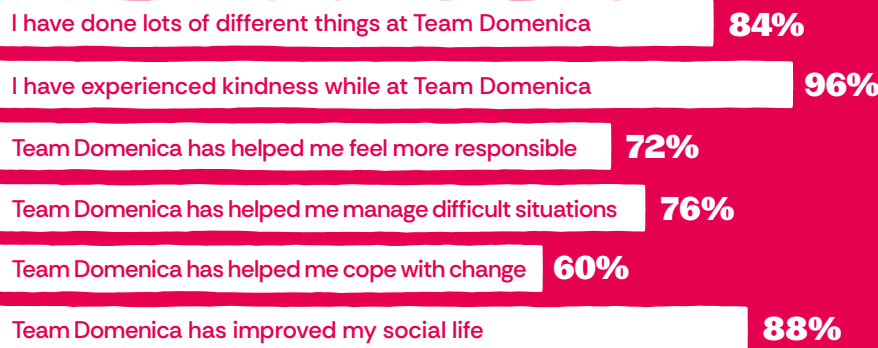 I have done lots of different things at Team Domenica 84%
I have experienced kindness while at Team Domenica 96%
Team Domenica has helped me feel more responsible 72%
Team Domenica has helped me manage difficult situations 76%
Team Domenica has helped me cope with change 60%
Team Domenica has improved my social life 88%